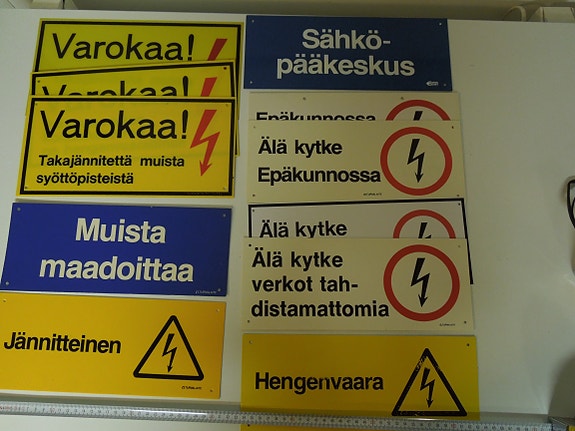 Varokaa!
Varokaa!
Varokaa!
Takajännitettä muista
syöttöpisteistä
Muista
maadoittaa
Jännitteinen
Sähkö-
pääkeskus
Epäkunnossa
Älä kytke
Epäkunnossa
Älä kytke
Älä kytke
verkot tah-
distamattomia
Hengenvaara